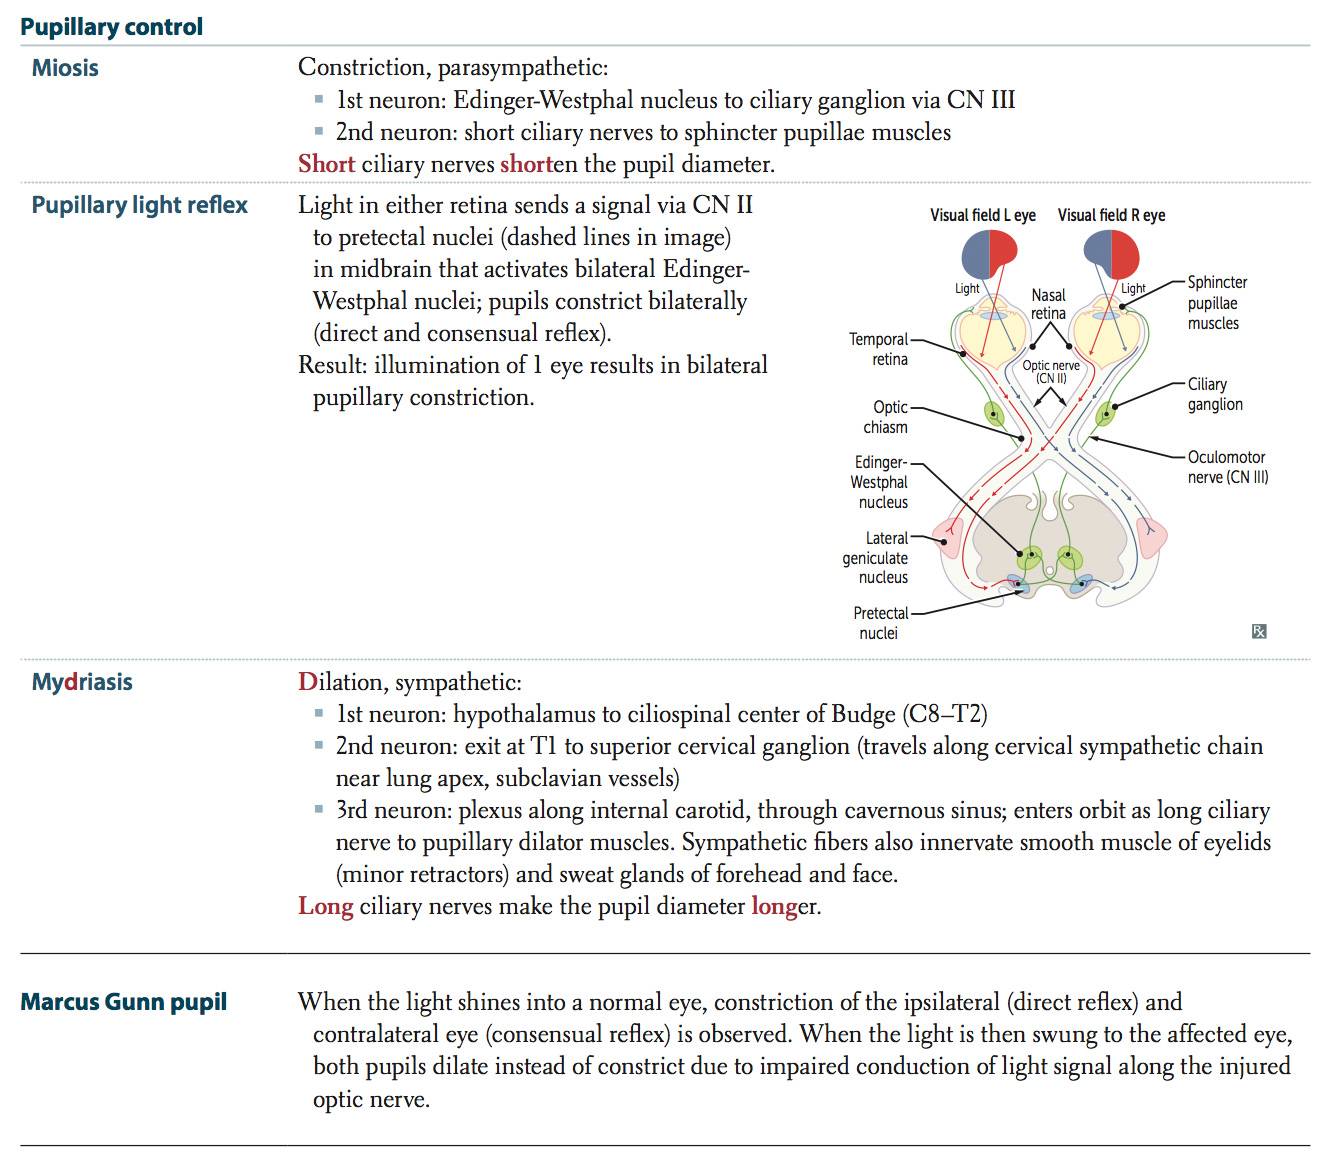 Pupillary control
Miosis
Constriction, parasympathetic:
▪ 1st neuron: Edinger-Westphal nucleus to ciliary ganglion via CN III
▪ 2nd neuron: short ciliary nerves to sphincter pupillae muscles
Short ciliary nerves shorten the pupil diameter.
Pupillary light reflex
Light in either retina sends a signal via CN II
to pretectal nuclei (dashed lines in image)
in midbrain that activates bilateral Edinger-
Westphal nuclei; pupils constrict bilaterally
(direct and consensual reflex).
Result: illumination of 1 eye results in bilateral
pupillary constriction.
Visual field L eye
Visual field R eye
Light
Light
Nasal
retina
Sphincter
pupillae
muscles
Temporal
retina
Optic nerve
(CN II)
Ciliary
ganglion
Optic
chiasm
Edinger-
Westphal
nucleus
Oculomotor
nerve (CN III)
Lateral
geniculate
nucleus
Pretectal
nuclei
Rx
Mydriasis
Dilation, sympathetic:
▪ 1st neuron: hypothalamus to ciliospinal center of Budge (C8–T2)
▪ 2nd neuron: exit at T1 to superior cervical ganglion (travels along cervical sympathetic chain
near lung apex, subclavian vessels)
▪ 3rd neuron: plexus along internal carotid, through cavernous sinus; enters orbit as long ciliary
nerve to pupillary dilator muscles. Sympathetic fibers also innervate smooth muscle of eyelids
(minor retractors) and sweat glands of forehead and face.
Long ciliary nerves make the pupil diameter longer.
Marcus Gunn pupil
When the light shines into a normal eye, constriction of the ipsilateral (direct reflex) and
contralateral eye (consensual reflex) is observed. When the light is then swung to the affected eye,
both pupils dilate instead of constrict due to impaired conduction of light signal along the injured
optic nerve.